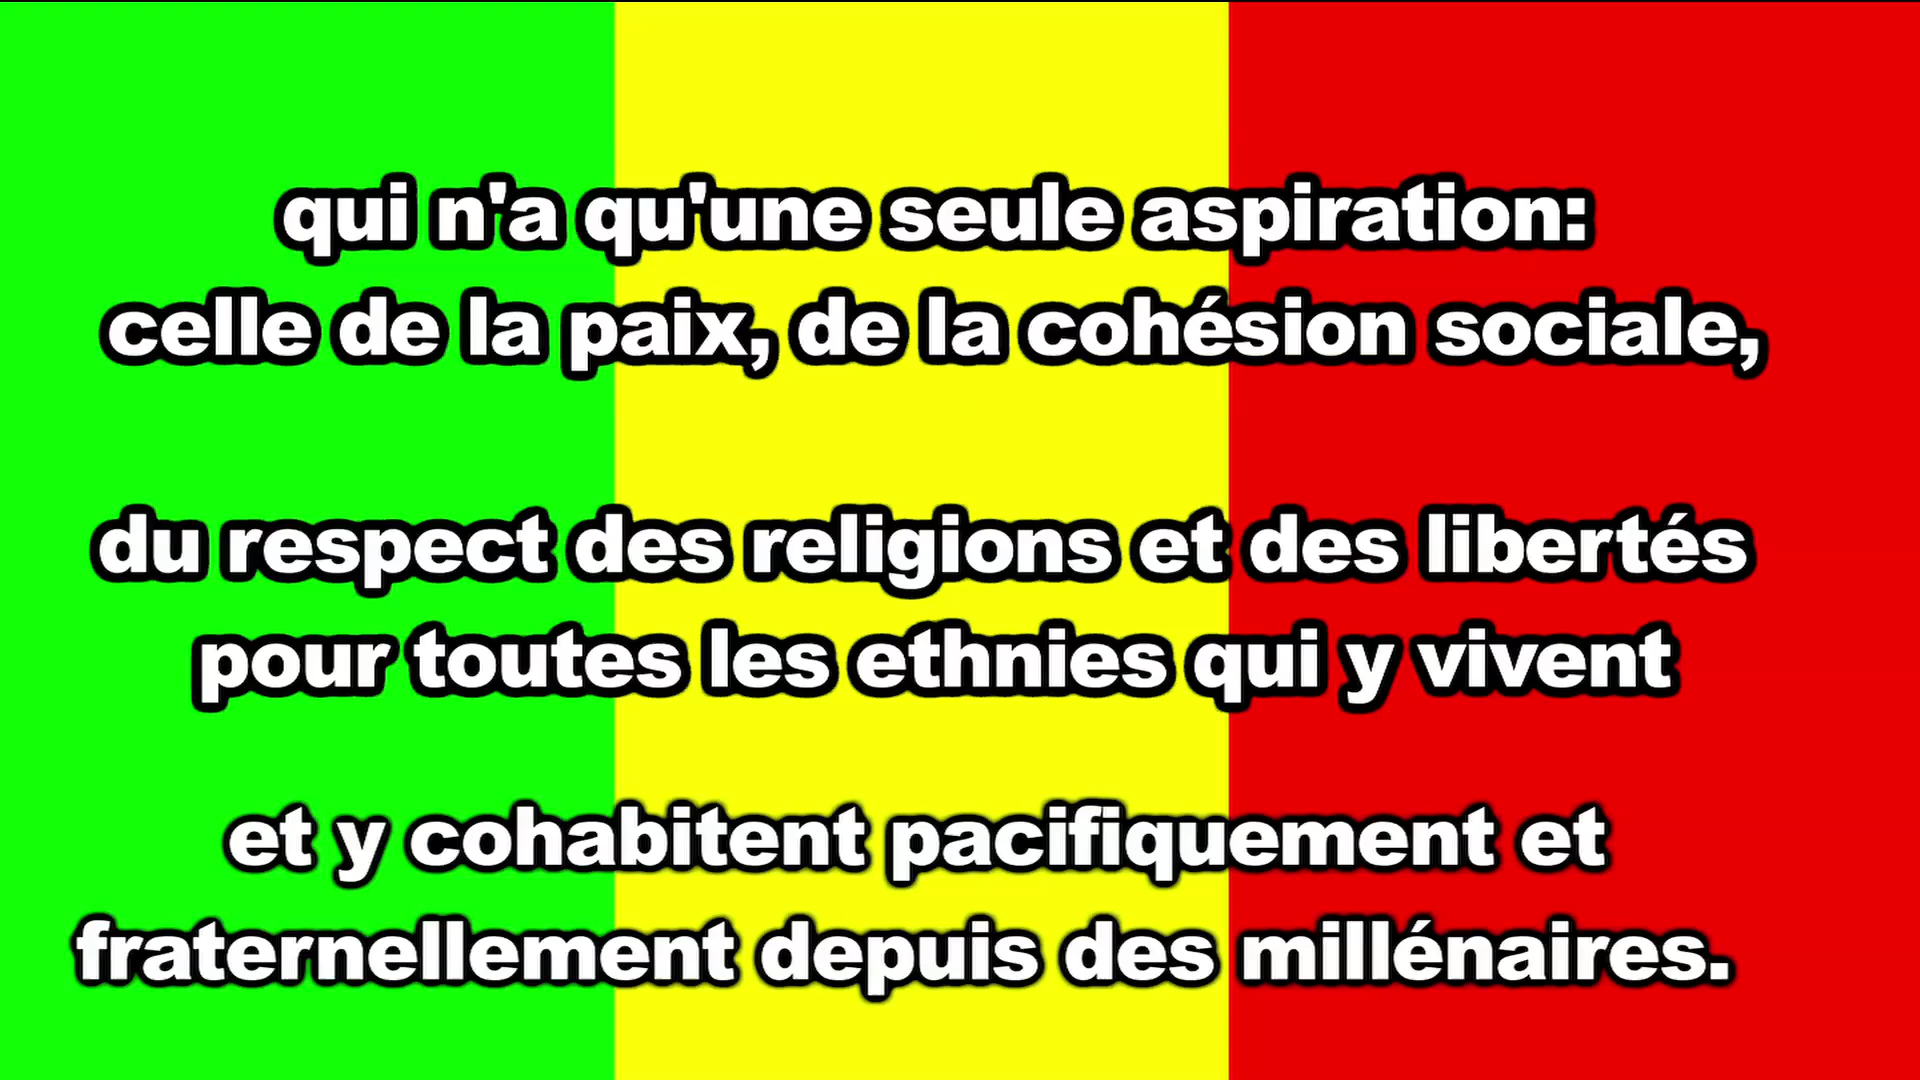 qui n'a qu'une seule aspiration:
celle de la paix, de la cohésion sociale,
du respect des religions et des libertés
pour toutes les ethnies qui y vivent
et y cohabitent pacifiquement et
fraternellement depuis des millénaires.